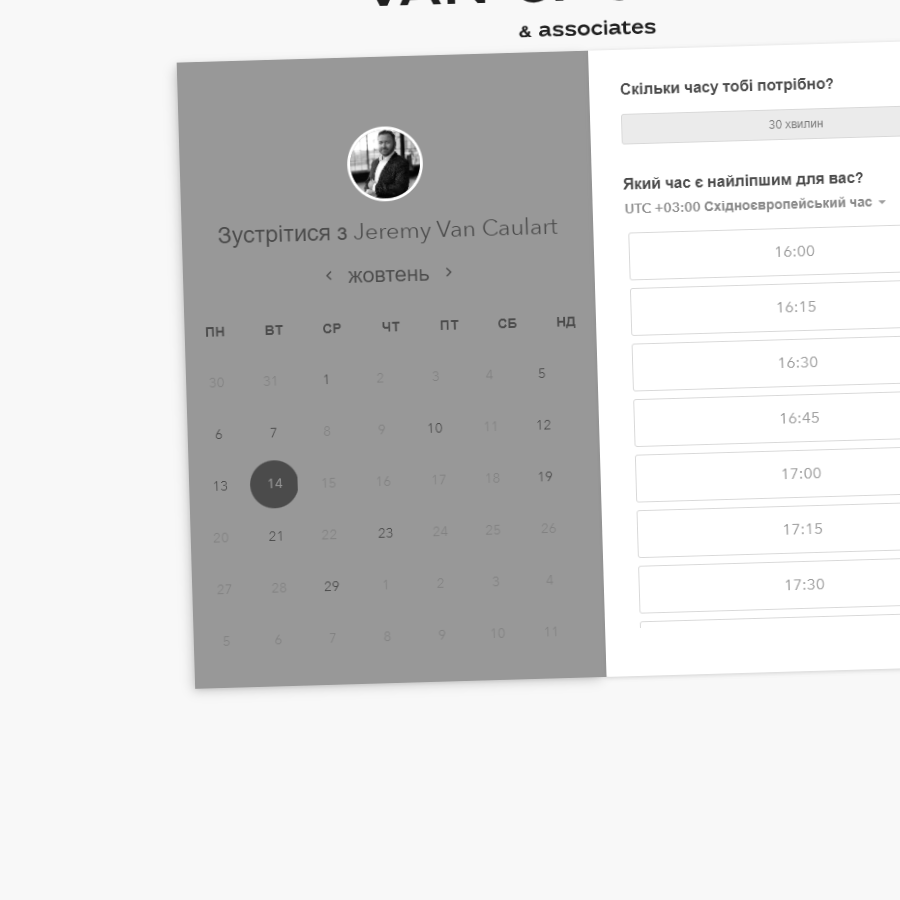 & associates
Зустрітися з Jeremy Van Caulart
жовтень
ПН ВТ СР ЧТ ПТ СБ НД
30 31 1 2 3 4 5
6 7 8 9 10 11 12
13 14 15 16 17 18 19
20 21 22 23 24 25 26
27 28 29 1 2 3 4
5 6 7 8 9 10 11
Скільки часу тобі потрібно?
30 хвилин
Який час є найліпшим для вас?
UTC +03:00 Східноєвропейський час
16:00
16:15
16:30
16:45
17:00
17:15
17:30